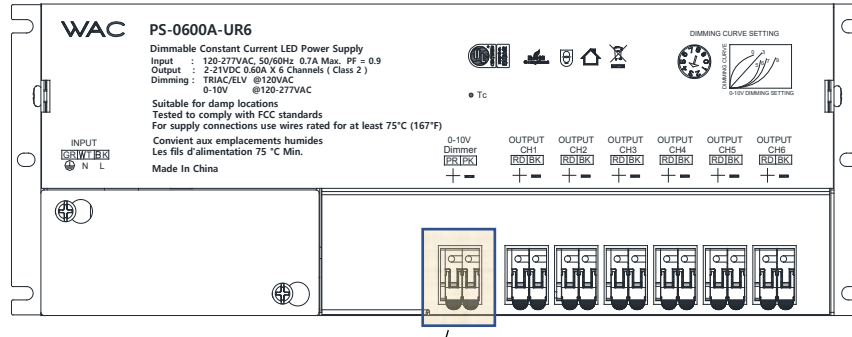 WAC PS-0600A-UR6
Dimmable Constant Current LED Power Supply
Input : 120-277VAC, 50/60Hz 0.7A Max. PF = 0.9
Output : 2-21VDC 0.60A X 6 Channels ( Class 2 )
Dimming : TRIAC/ELV @120VAC
0-10V @120-277VAC
Suitable for damp locations
Tested to comply with FCC standards
For supply connections use wires rated for at least 75°C (167°F)
Convient aux emplacements humides
Les fils d'alimentation 75 °C Min.
Made In China
Tc
DIMMING CURVE SETTING
DIMMING CURVE
0-10V DIMMING SETTING
INPUT
GR WT BK
N L
0-10V Dimmer
PR PK
+ -
OUTPUT CH1
RD BK
+ -
OUTPUT CH2
RD BK
+ -
OUTPUT CH3
RD BK
+ -
OUTPUT CH4
RD BK
+ -
OUTPUT CH5
RD BK
+ -
OUTPUT CH6
RD BK
+ -